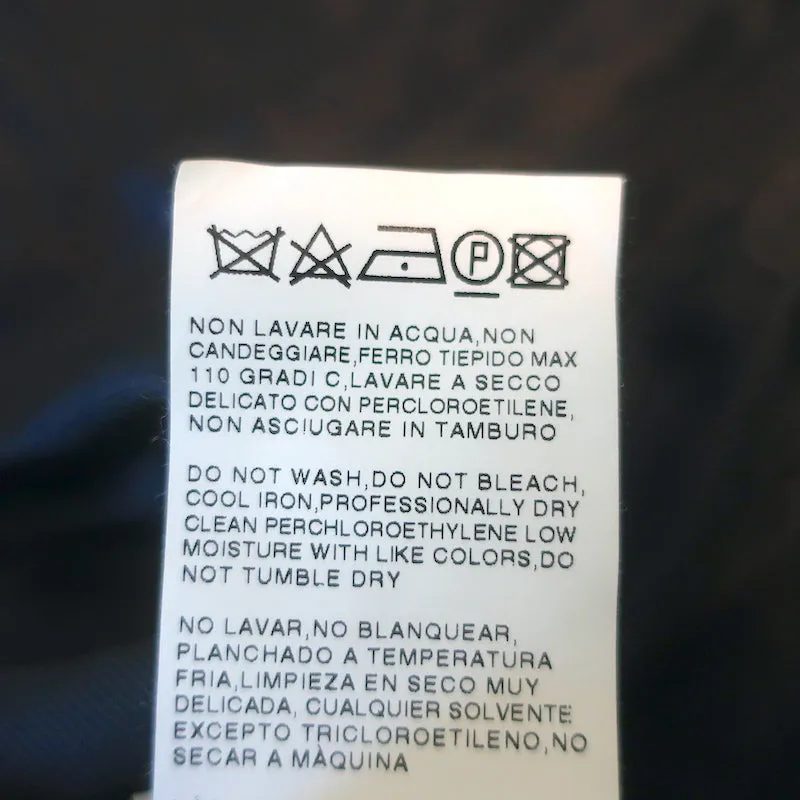 P
NON LAVARE IN ACQUA,NON
CANDEGGIARE,FERRO TIEPIDO MAX
110 GRADI C,LAVARE A SECCO
DELICATO CON PERCLOROETILENE,
NON ASCIUGARE IN TAMBURO
DO NOT WASH,DO NOT BLEACH,
COOL IRON,PROFESSIONALLY DRY
CLEAN PERCHLOROETHYLENE LOW
MOISTURE WITH LIKE COLORS,DO
NOT TUMBLE DRY
NO LAVAR,NO BLANQUEAR,
PLANCHADO A TEMPERATURA
FRIA,LIMPIEZA EN SECO MUY
DELICADA, CUALQUIER SOLVENTE
EXCEPTO TRICLOROETILENO,NO
SECAR A MÀQUINA